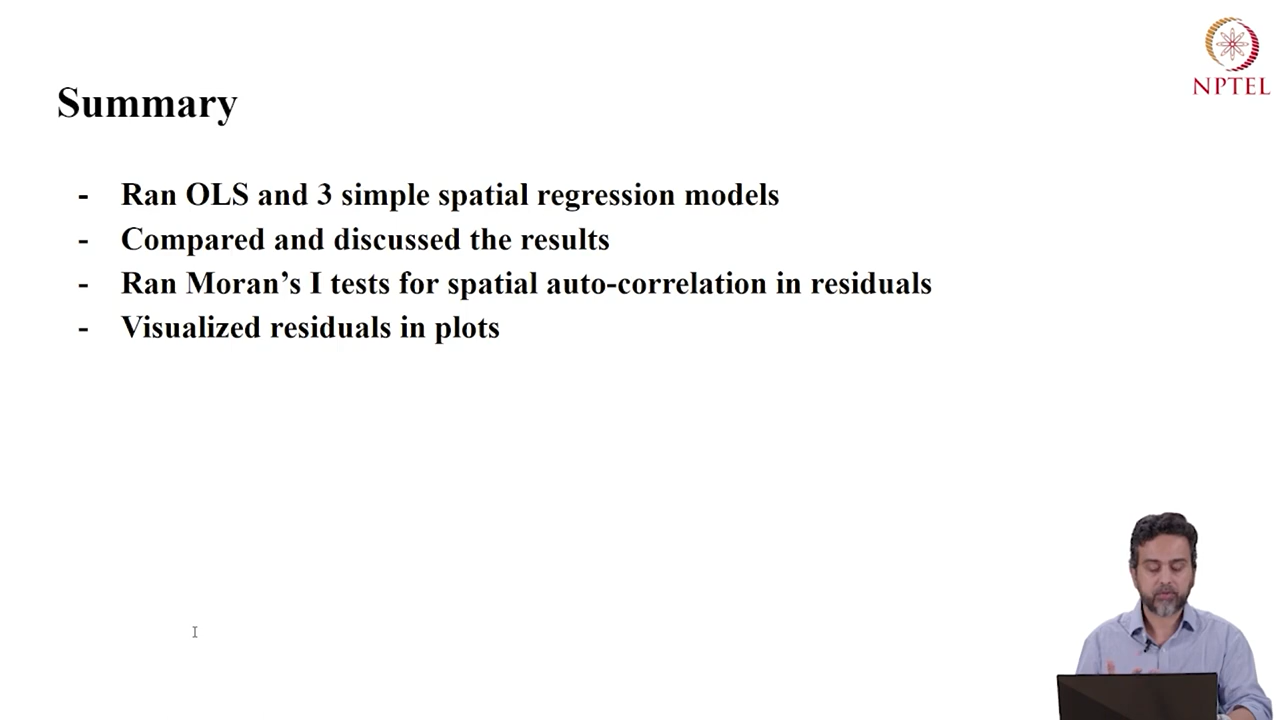 NPTEL
Summary
- Ran OLS and 3 simple spatial regression models
- Compared and discussed the results
- Ran Moran’s I tests for spatial auto-correlation in residuals
- Visualized residuals in plots